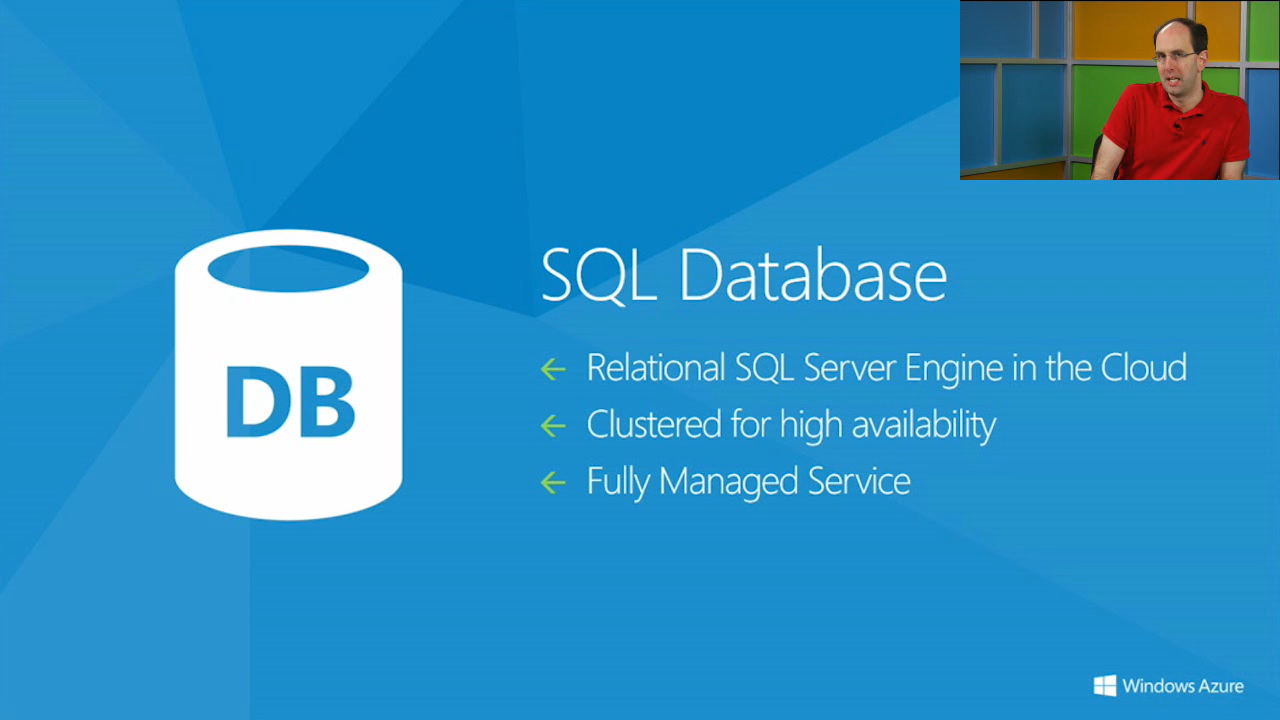 DB
SQL Database
Relational SQL Server Engine in the Cloud
Clustered for high availability
Fully Managed Service
Windows Azure